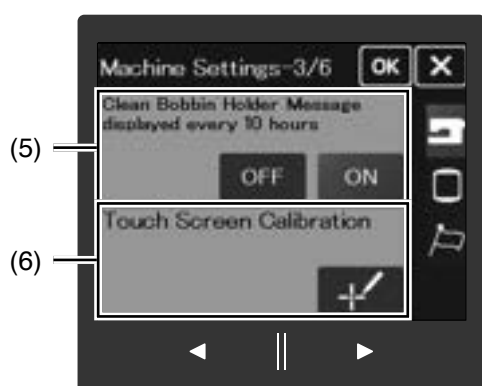 Machine Settings-3/6 OK X
(5)
Clean Bobbin Holder Message
displayed every 10 hours
OFF ON
(6)
Touch Screen Calibration